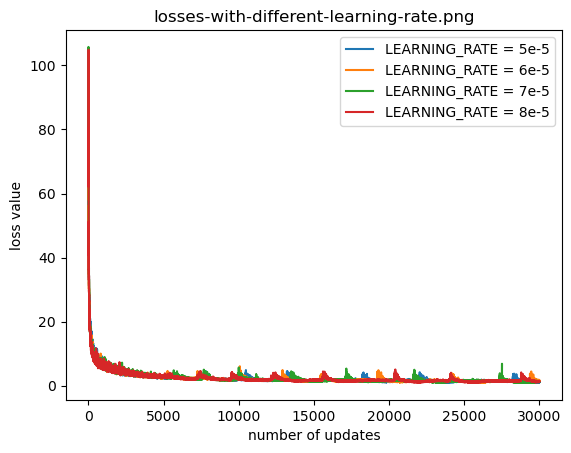 losses-with-different-learning-rate.png
LEARNING_RATE = 5e-5
LEARNING_RATE = 6e-5
LEARNING_RATE = 7e-5
LEARNING_RATE = 8e-5
loss value
100
80
60
40
20
0
0 5000 10000 15000 20000 25000 30000
number of updates